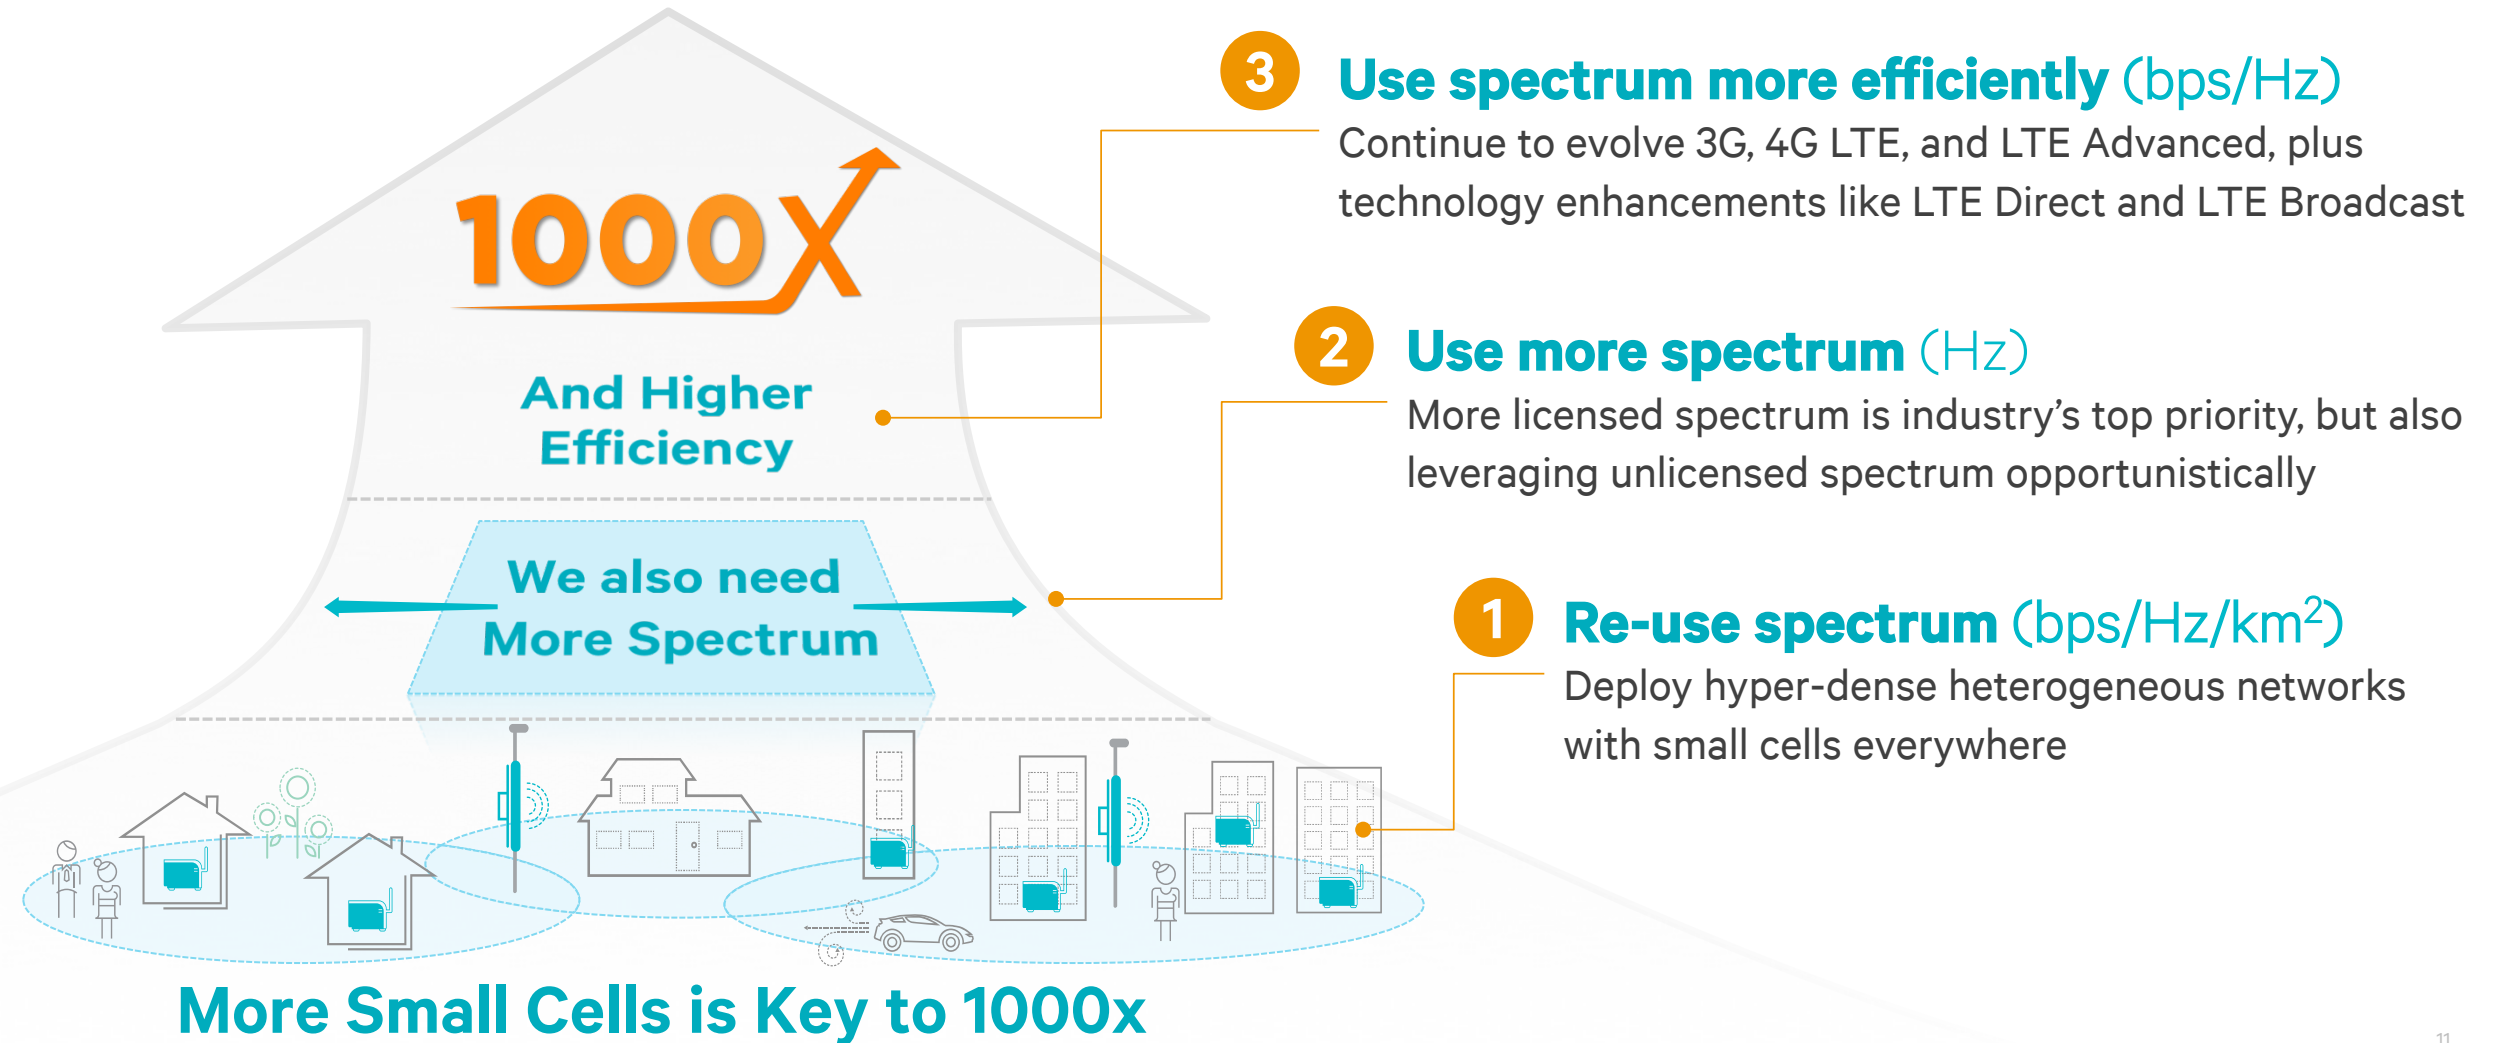 1000x
And Higher
Efficiency
We also need
More Spectrum
More Small Cells is Key to 1000x
3
Use spectrum more efficiently (bps/Hz)
Continue to evolve 3G, 4G LTE, and LTE Advanced, plus
technology enhancements like LTE Direct and LTE Broadcast
2
Use more spectrum (Hz)
More licensed spectrum is industry's top priority, but also
leveraging unlicensed spectrum opportunistically
1
Re-use spectrum (bps/Hz/km²)
Deploy hyper-dense heterogeneous networks
with small cells everywhere
11